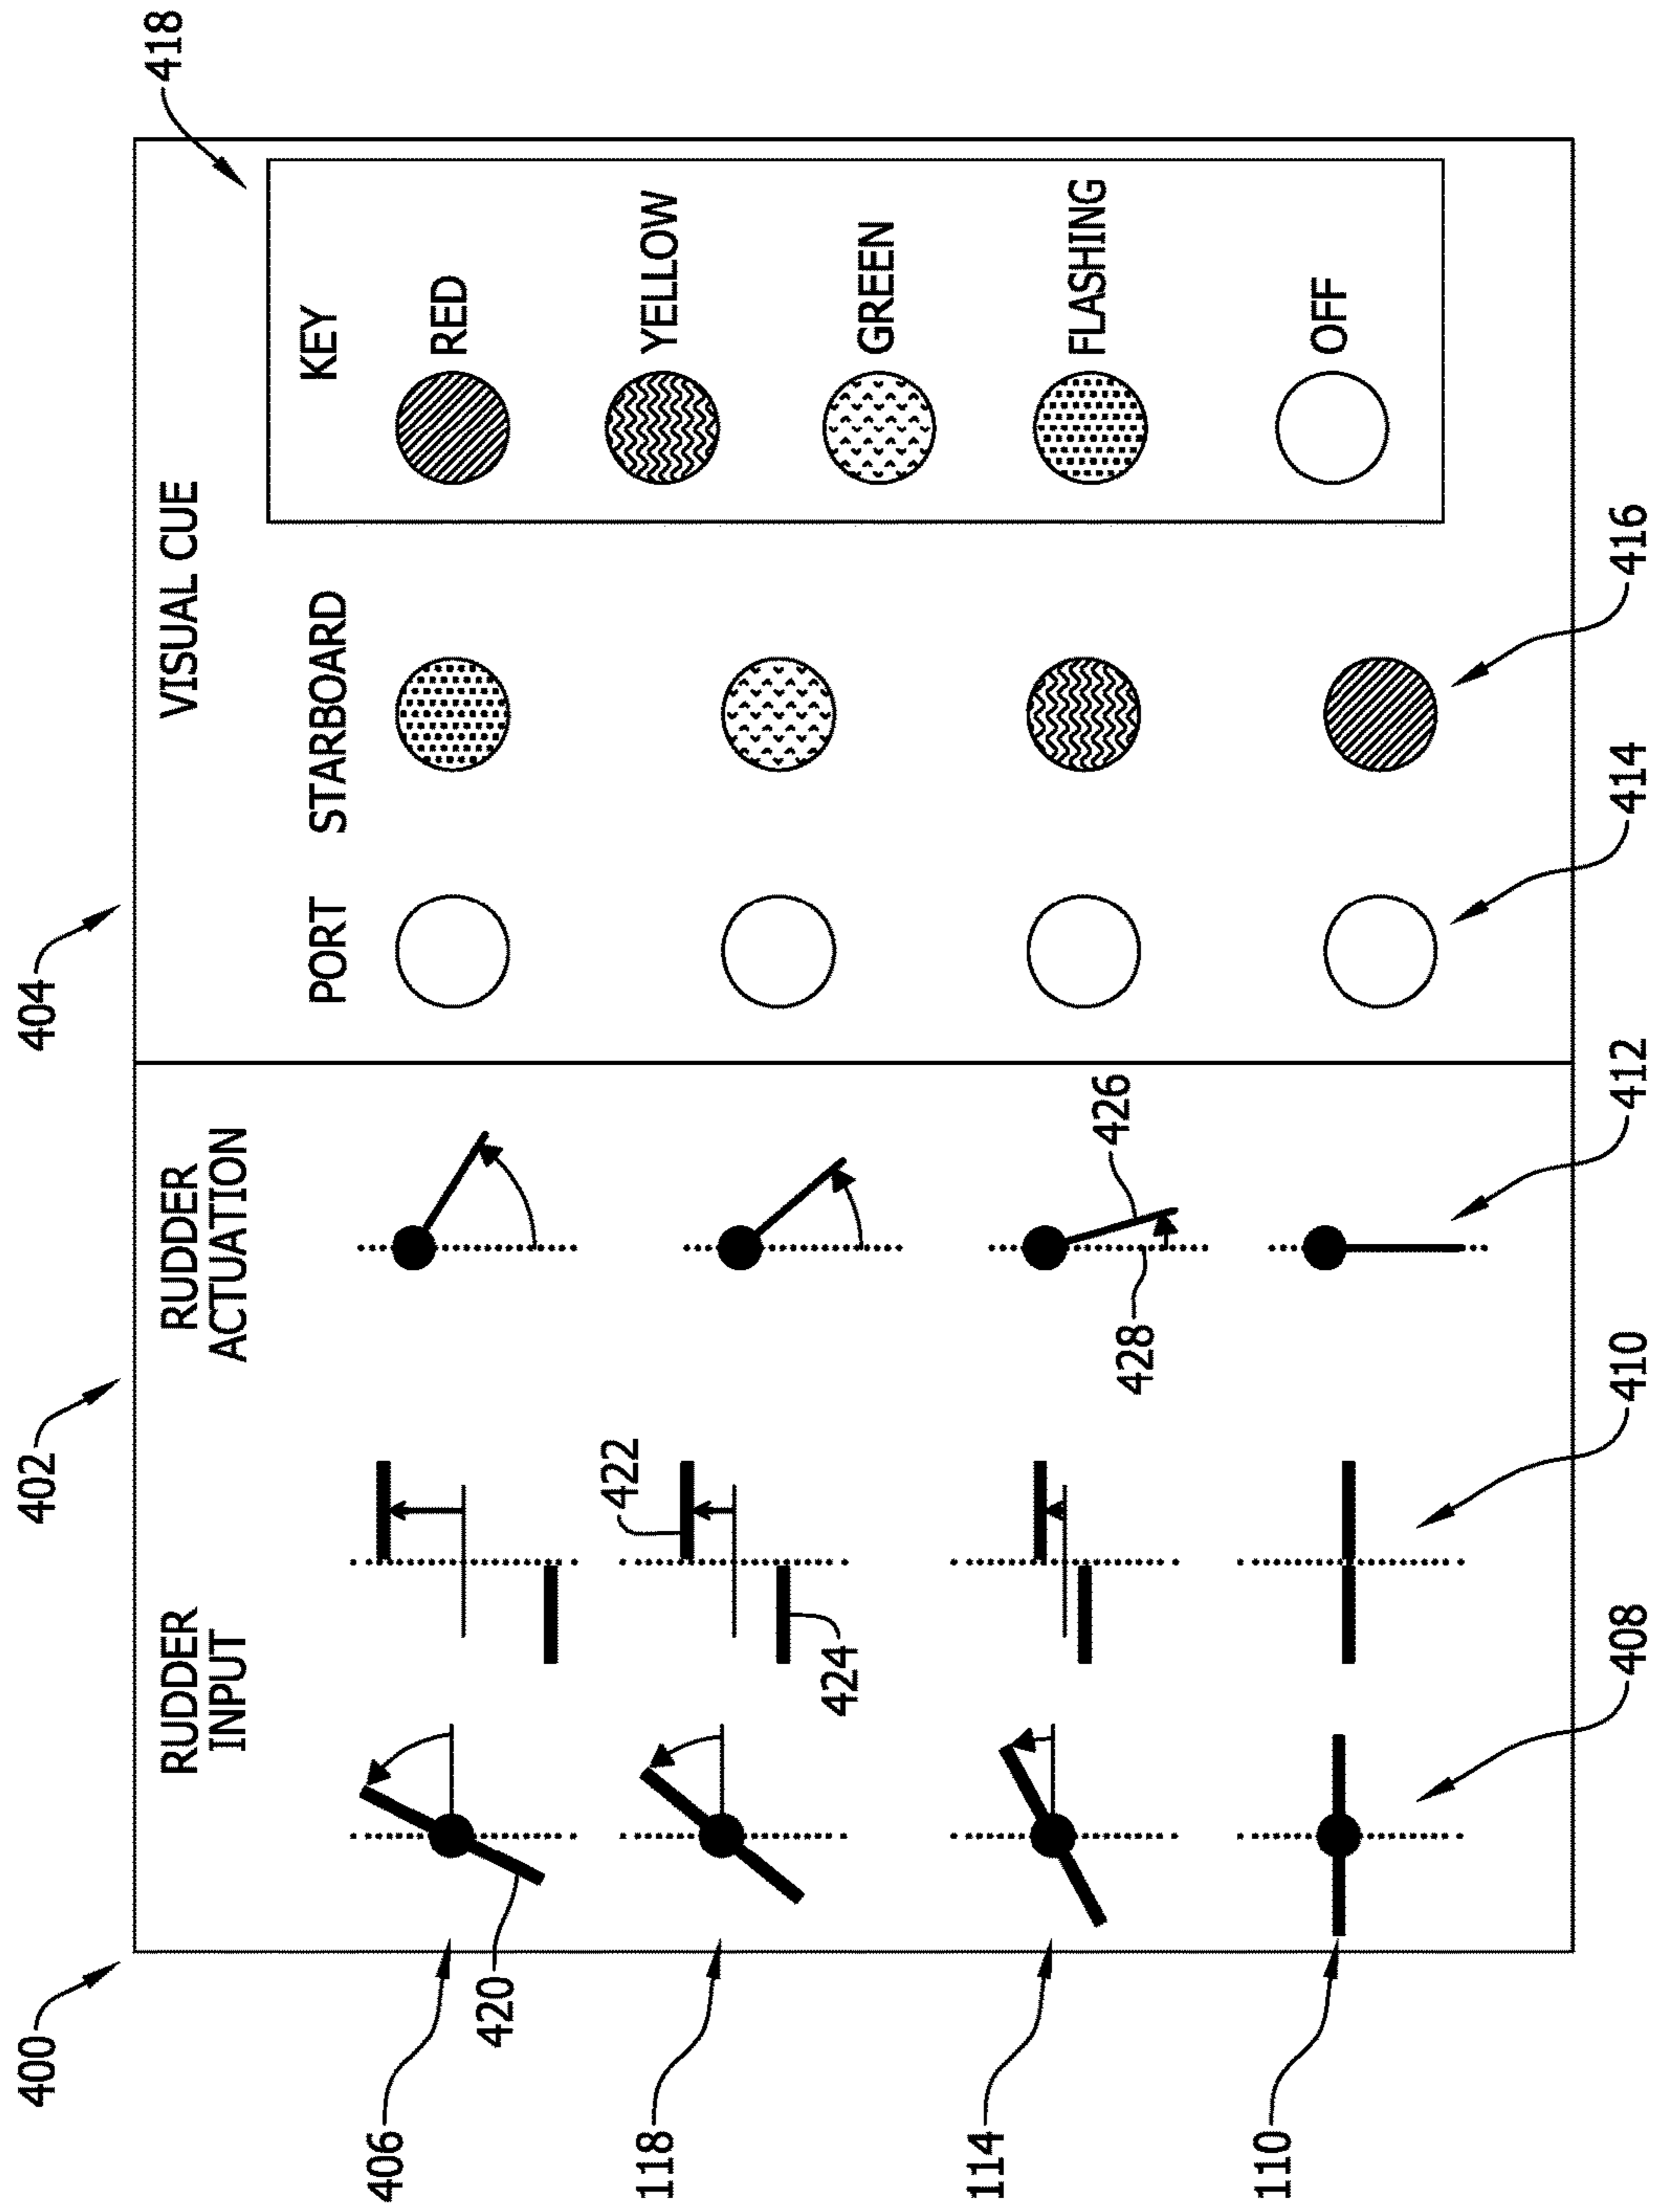 400
402
404
418
RUDDER
INPUT
RUDDER
ACTUATION
VISUAL CUE
PORT
STARBOARD
KEY
RED
YELLOW
GREEN
FLASHING
OFF
406
420
118
422
424
114
426
428
110
408
410
412
414
416